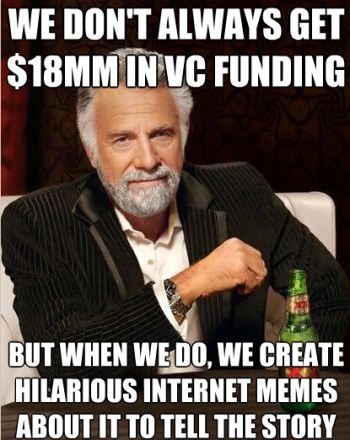 WE DON'T ALWAYS GET
$18MM IN VC FUNDING
XX
BUT WHEN WE DO, WE CREATE
HILARIOUS INTERNET MEMES
ABOUT IT TO TELL THE STORY